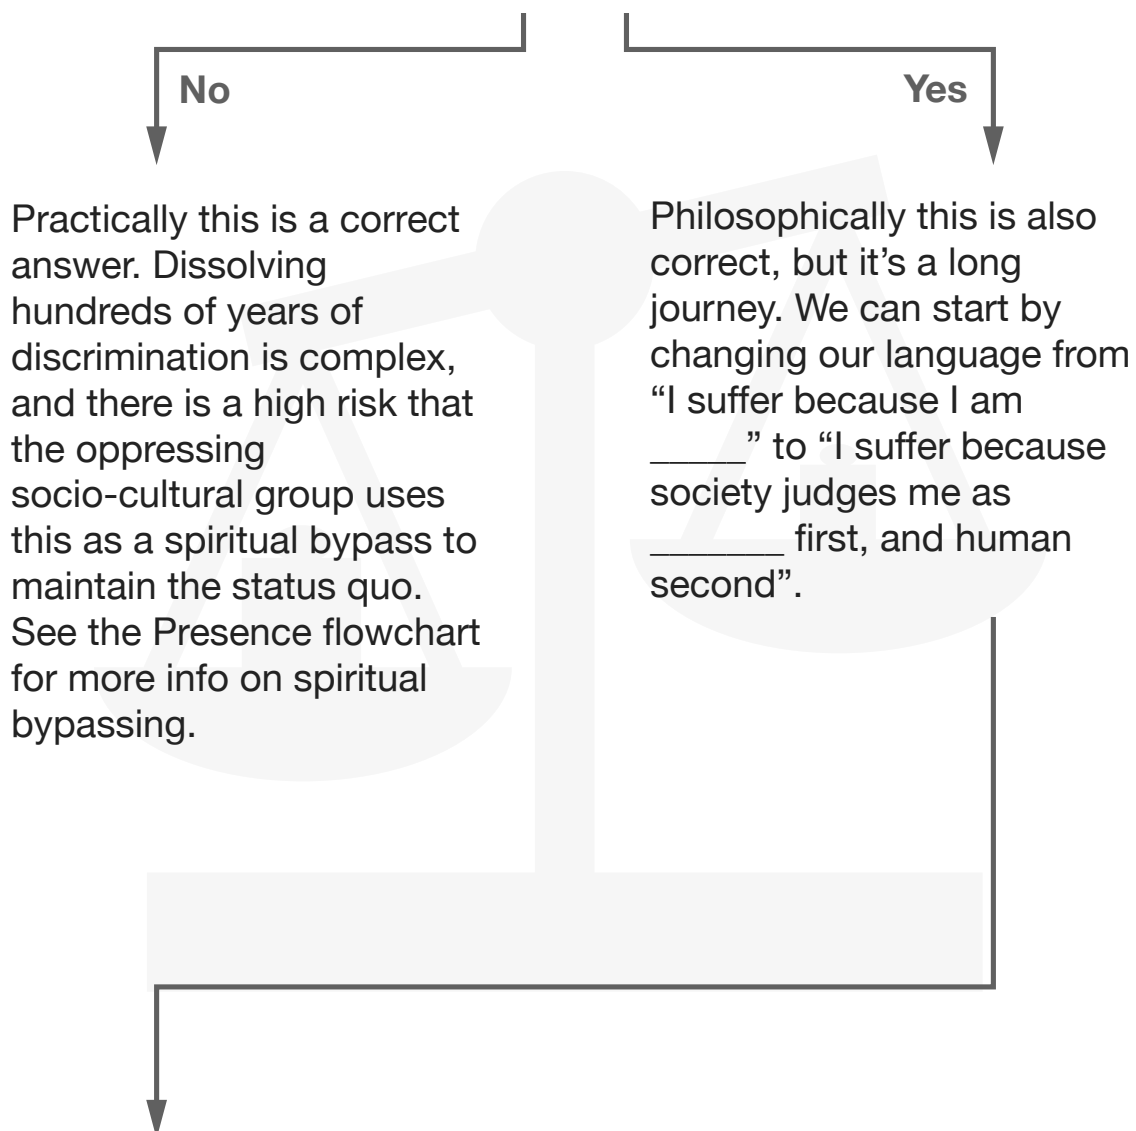 No
Yes
Practically this is a correct
answer. Dissolving
hundreds of years of
discrimination is complex,
and there is a high risk that
the oppressing
socio-cultural group uses
this as a spiritual bypass to
maintain the status quo.
See the Presence flowchart
for more info on spiritual
bypassing.
Philosophically this is also
correct, but it’s a long
journey. We can start by
changing our language from
“I suffer because I am
_____” to “I suffer because
society judges me as
_______ first, and human
second”.